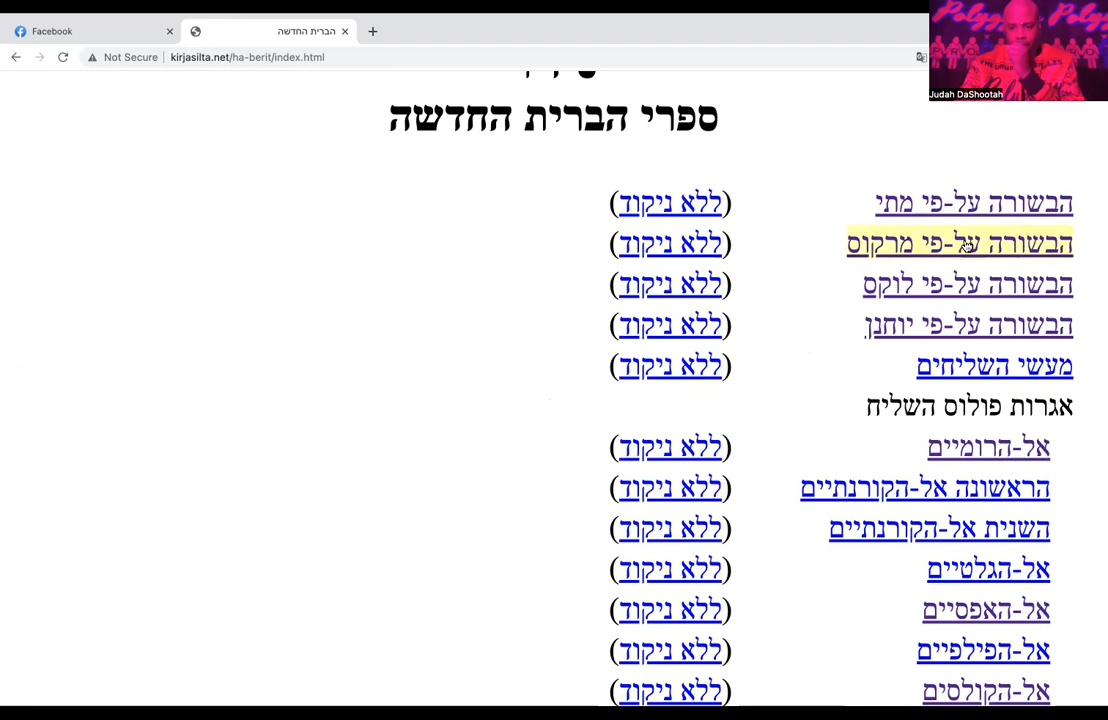 Facebook
הברית החדשה
Not Secure
kirjasilta.net/ha-berit/index.html
Judah DaShootah
ספרי הברית החדשה
הבשורה על-פי מתי (ללא ניקוד)
הבשורה על-פי מרקוס (ללא ניקוד)
הבשורה על-פי לוקס (ללא ניקוד)
הבשורה על-פי יוחנן (ללא ניקוד)
מעשי השליחים (ללא ניקוד)
אגרות פולוס השליח
אל-הרומיים (ללא ניקוד)
הראשונה אל-הקורנתיים (ללא ניקוד)
השנית אל-הקורנתיים (ללא ניקוד)
אל-הגלטיים (ללא ניקוד)
אל-האפסיים (ללא ניקוד)
אל-הפילפיים (ללא ניקוד)
אל-הקולסים (ללא ניקוד)